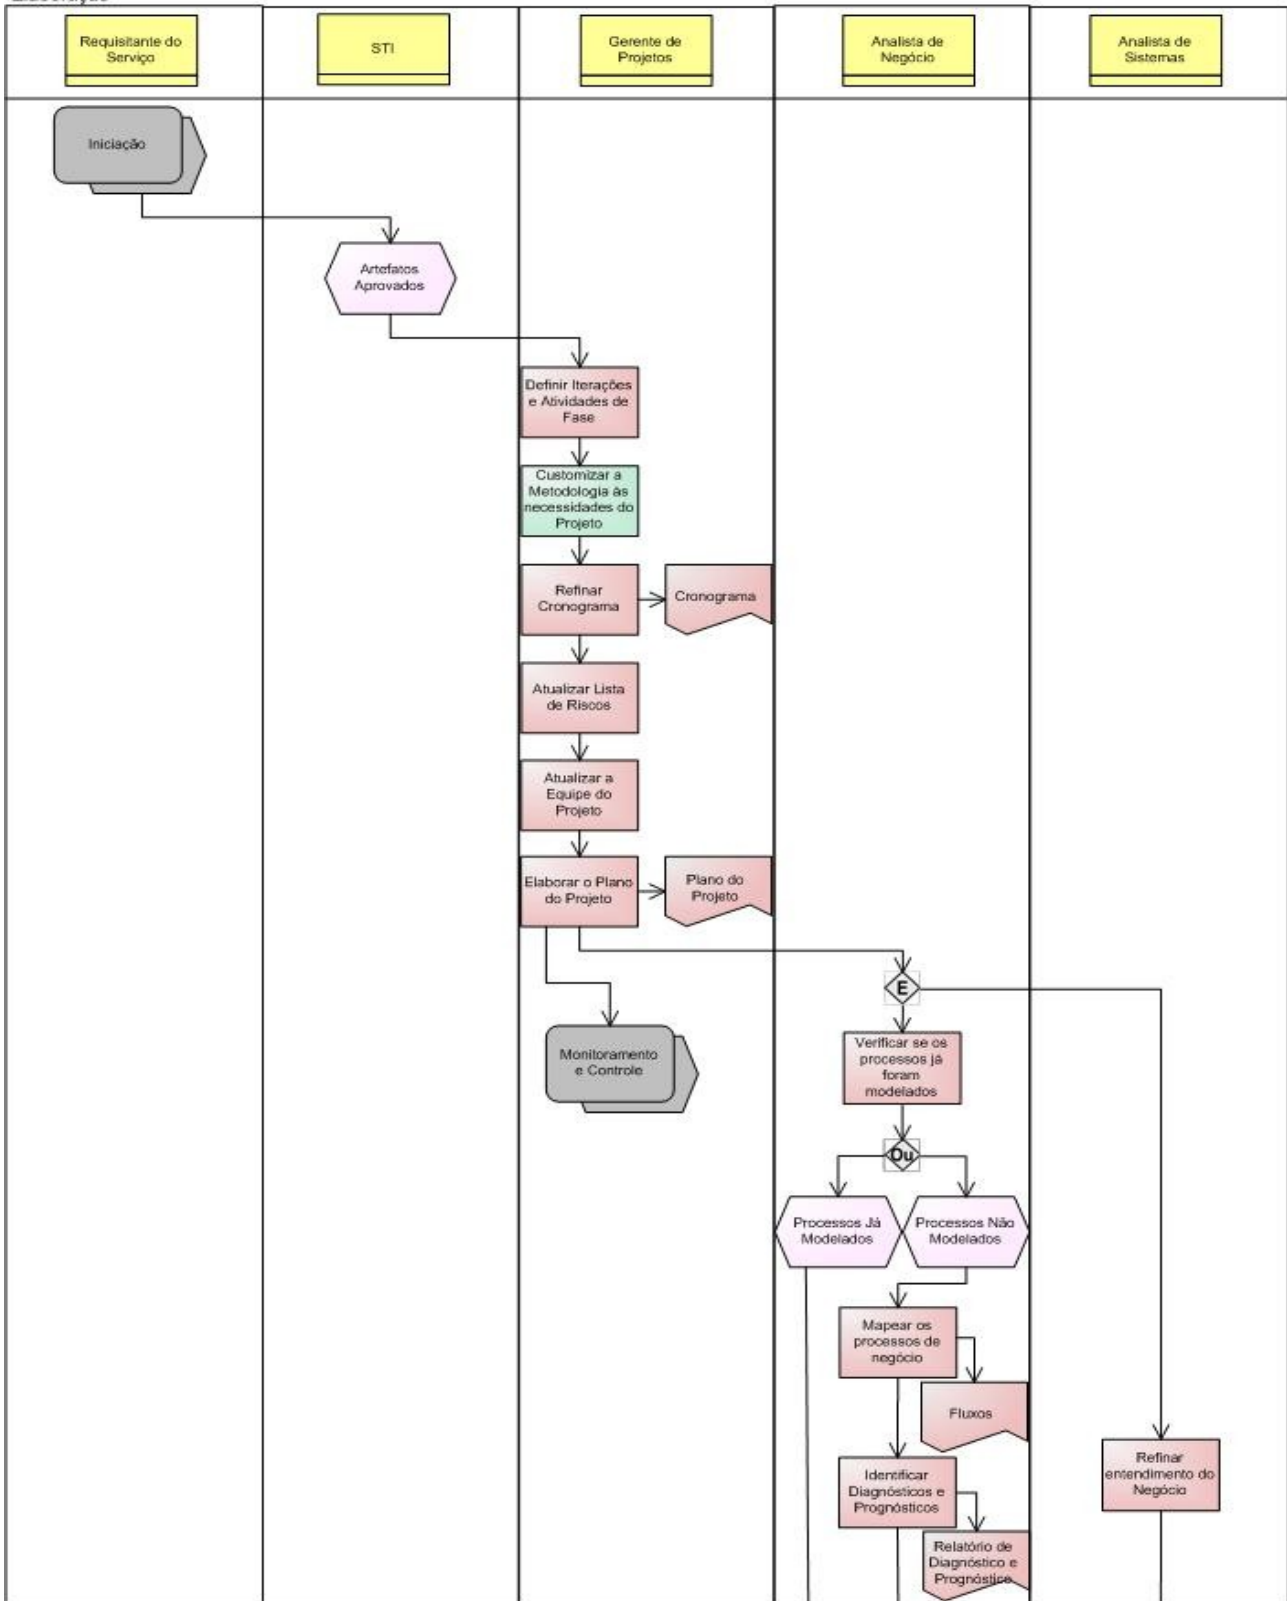 Elaboração
Requisitante do
Serviço
STI
Gerente de
Projetos
Analista de
Negócio
Analista de
Sistemas
Iniciação
Artefatos
Aprovados
Definir Iterações
e Atividades de
Fase
Customizar a
Metodologia às
necessidades do
Projeto
Refinar
Cronograma
Cronograma
Atualizar Lista
de Riscos
Atualizar a
Equipe do
Projeto
Elaborar o Plano
do Projeto
Plano do
Projeto
E
Monitoramento
e Controle
Verificar se os
processos já
foram
modelados
Ou
Processos Já
Modelados
Processos Não
Modelados
Mapear os
processos de
negócio
Fluxos
Identificar
Diagnósticos e
Prognósticos
Refinar
entendimento do
Negócio
Relatório de
Diagnóstico e
Prognóstico